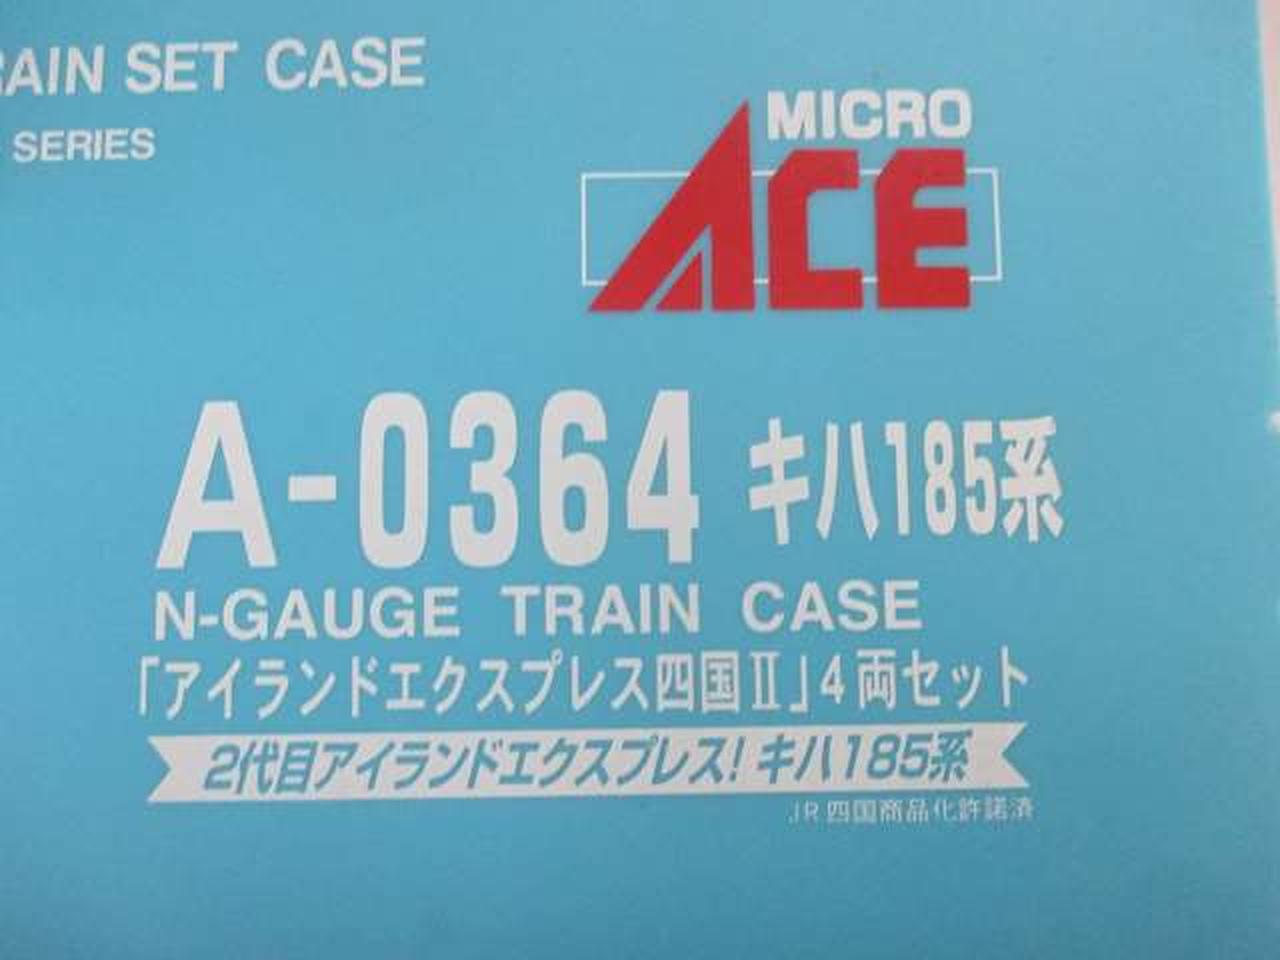 RAIN SET CASE
SERIES
MICRO
ACE
A-0364 キハ185系
N-GAUGE TRAIN CASE
「アイランドエクスプレス四国Ⅱ」4両セット
2代目アイランドエクスプレス! キハ185系
JR四国商品化許諾済